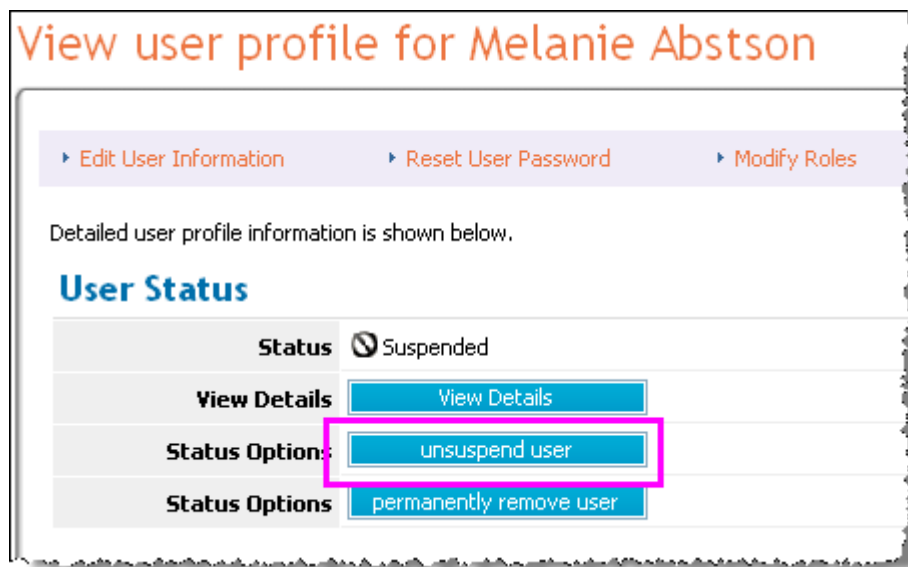 View user profile for Melanie Abstson
Edit User Information Reset User Password Modify Roles
Detailed user profile information is shown below.
User Status
Status Suspended
View Details View Details
Status Options unsuspend user
Status Options permanently remove user